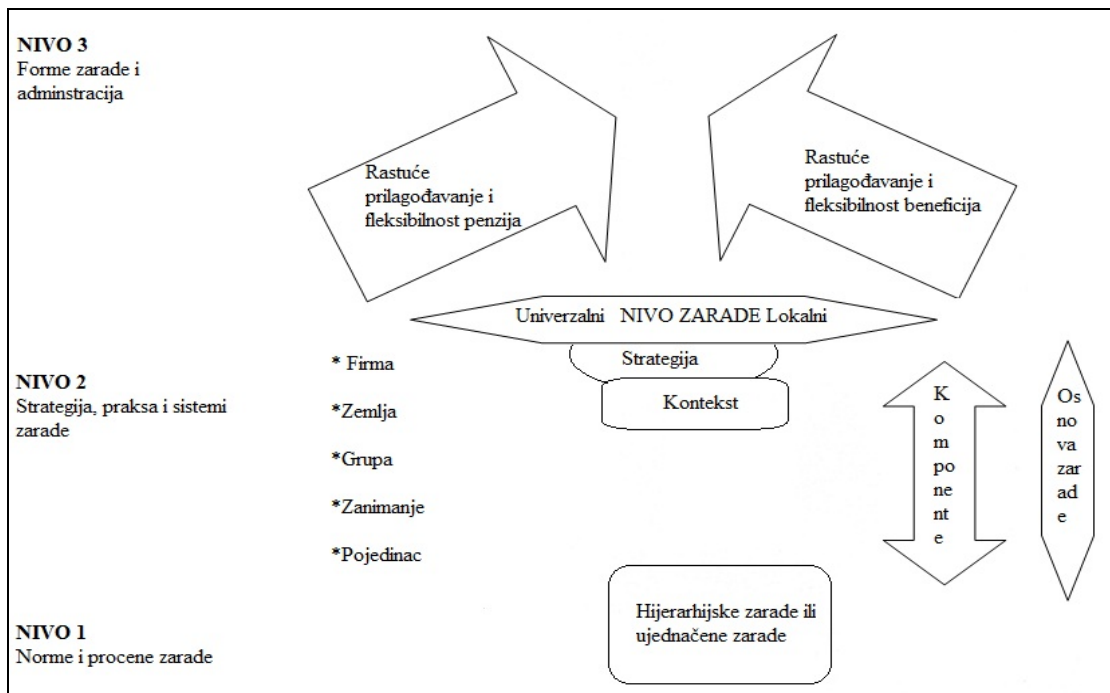 NIVO 3
Forme zarade i
adminstracija
Rastuće
prilagođavanje i
fleksibilnost penzija
Rastuće
prilagođavanje i
fleksibilnost beneficija
Univerzalni NIVO ZARADE Lokalni
Strategija
Kontekst
NIVO 2
Strategija, praksa i sistemi
zarade
* Firma
*Zemlja
*Grupa
*Zanimanje
*Pojedinac
K
o
m
po
ne
nt
e
Os
no
va
zar
ad
e
Hijerarhijske zarade ili
ujednačene zarade
NIVO 1
Norme i procene zarade